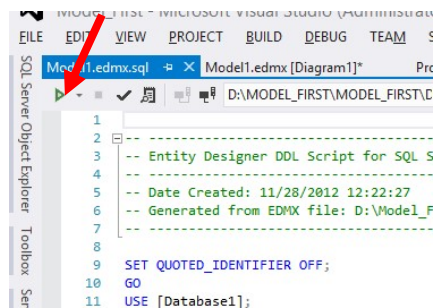 Model_First - Microsoft Visual Studio (Administrat
FILE EDIT VIEW PROJECT BUILD DEBUG TEAM S
Model1.edmx.sql Model1.edmx [Diagram1]* Pro
D:\MODEL_FIRST\MODEL_FIRST\D
SQL Server Object Explorer
Toolbox
Ser
1
2 -- --------------------------------------------------
3 -- Entity Designer DDL Script for SQL S
4 -- --------------------------------------------------
5 -- Date Created: 11/28/2012 12:22:27
6 -- Generated from EDMX file: D:\Model_F
7 -- --------------------------------------------------
8
9 SET QUOTED_IDENTIFIER OFF;
10 GO
11 USE [Database1];